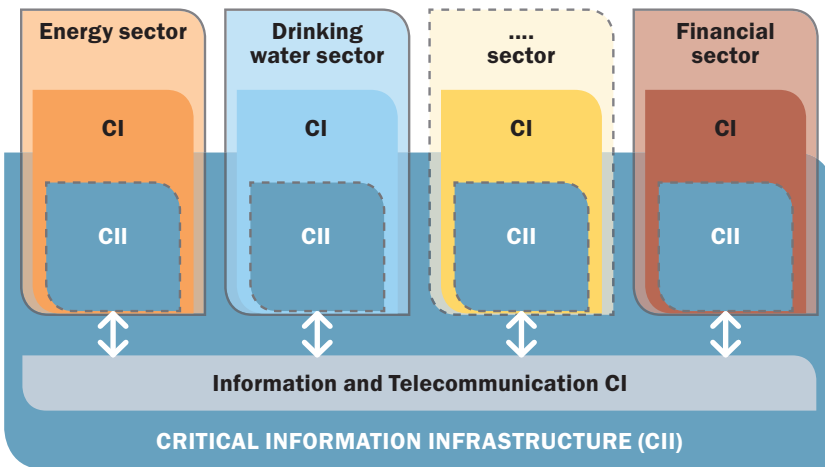 Energy sector
Drinking
water sector
....
sector
Financial
sector
CI
CI
CI
CI
CII
CII
CII
CII
Information and Telecommunication CI
CRITICAL INFORMATION INFRASTRUCTURE (CII)